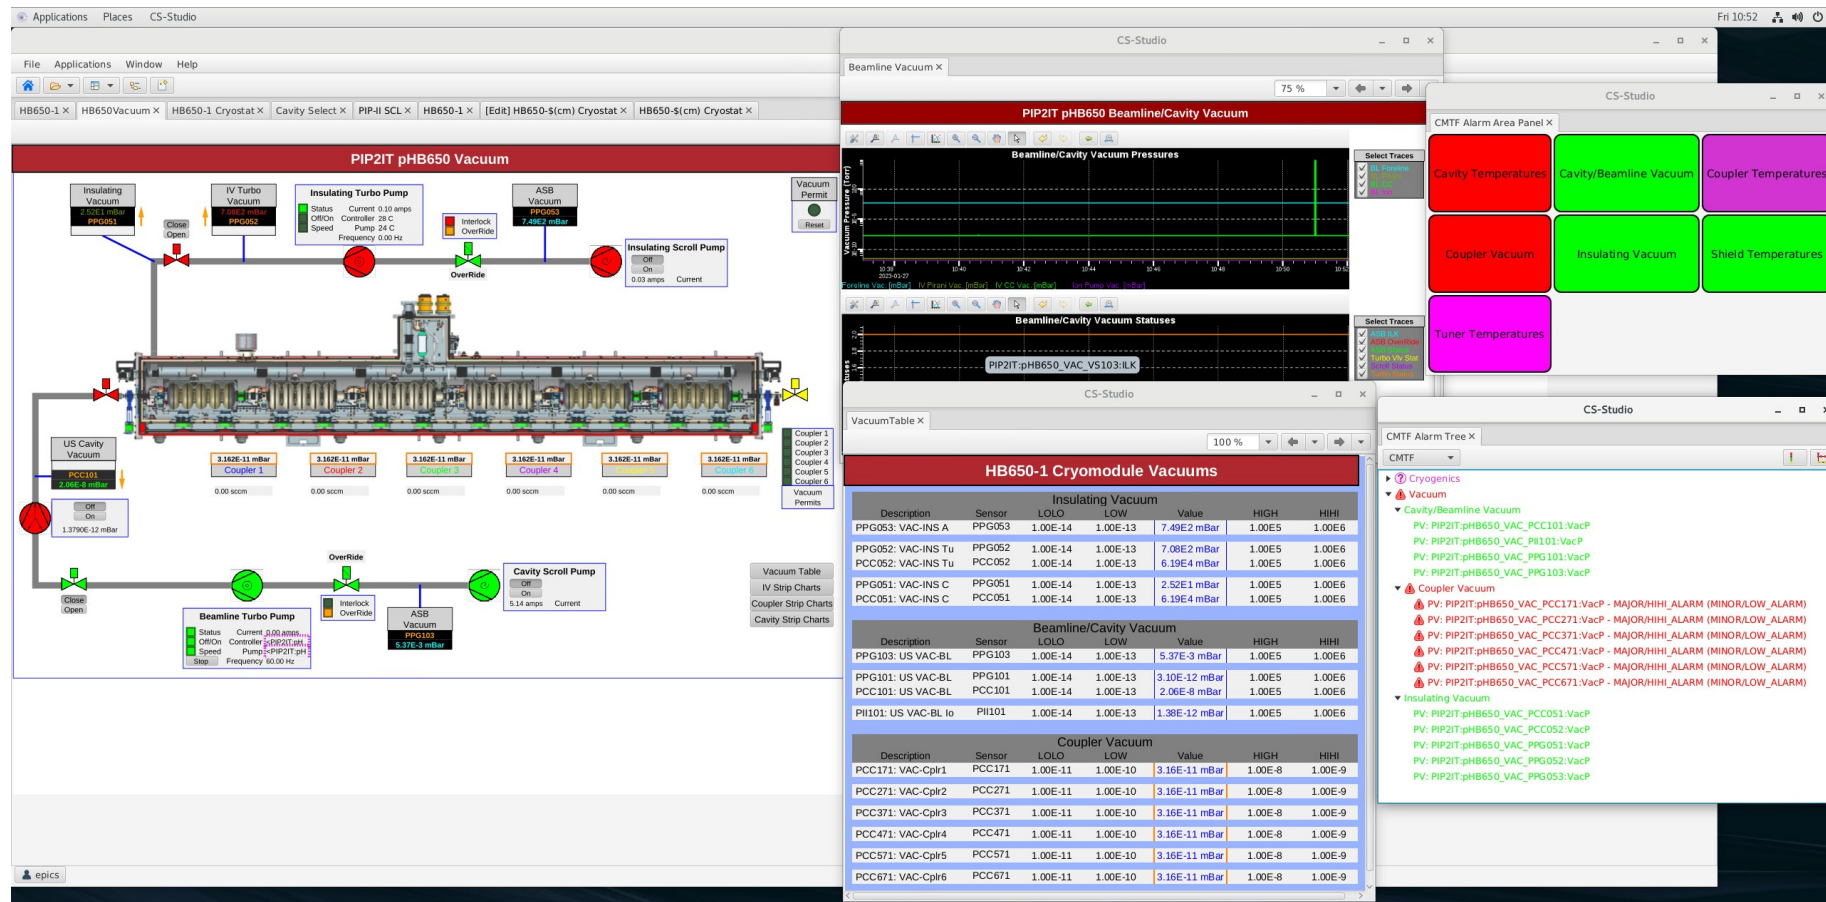 Applications Places CS-Studio Fri 10:52
File Applications Window Help
HB650-1 HB650Vacuum HB650-1 Cryostat Cavity Select PIP-II SCL HB650-1 [Edit] HB650-$(cm) Cryostat HB650-$(cm) Cryostat
PIP2IT pHB650 Vacuum
Insulating
Vacuum
2.52E1 mBar
PPG051
Close
Open
IV Turbo
Vacuum
7.08E2 mBar
PPG052
Insulating Turbo Pump
Status Current 0.10 amps
Off/On Controller 28 C
Speed Pump 24 C
Frequency 0.00 Hz
Interlock
OverRide
OverRide
ASB
Vacuum
PPG053
7.49E2 mBar
Insulating Scroll Pump
Off
On
0.03 amps Current
Vacuum
Permit
Reset
US Cavity
Vacuum
PCC101
2.06E-8 mBar
Off
On
1.3790E-12 mBar
3.162E-11 mBar 3.162E-11 mBar 3.162E-11 mBar 3.162E-11 mBar 3.162E-11 mBar 3.162E-11 mBar
Coupler 1 Coupler 2 Coupler 3 Coupler 4 Coupler 5 Coupler 6
0.00 sccm 0.00 sccm 0.00 sccm 0.00 sccm 0.00 sccm 0.00 sccm
Coupler 1
Coupler 2
Coupler 3
Coupler 4
Coupler 5
Coupler 6
Vacuum
Permits
Close
Open
Beamline Turbo Pump
Status Current 0.00 amps
Off/On Controller <PIP2IT:pH
Speed Pump <PIP2IT:pH
Stop Frequency 60.00 Hz
OverRide
Interlock
OverRide
ASB
Vacuum
PPG103
5.37E-3 mBar
Cavity Scroll Pump
Off
On
5.14 amps Current
Vacuum Table
IV Strip Charts
Coupler Strip Charts
Cavity Strip Charts
epics
CS-Studio
Beamline Vacuum
75 %
PIP2IT pHB650 Beamline/Cavity Vacuum
Beamline/Cavity Vacuum Pressures
Vacuum Pressure (Torr)
10:38 10:40 10:42 10:44 10:46 10:48 10:50 10:52
2023-01-27
Foreline Vac. [mBar] IV Pirani Vac. [mBar] IV CC Vac. [mBar] Ion Pump Vac. [mBar]
Select Traces
BL Foreline
BL CC
BL Ion
Beamline/Cavity Vacuum Statuses
PIP2IT:pHB650_VAC_VS103:ILK
Select Traces
ASB ILK
ASB OverRide
Turbo Vlv Stat
Scroll Status
CS-Studio
VacuumTable
100 %
HB650-1 Cryomodule Vacuums
Insulating Vacuum
Description Sensor LOLO LOW Value HIGH HIHI
PPG053: VAC-INS A PPG053 1.00E-14 1.00E-13 7.49E2 mBar 1.00E5 1.00E6
PPG052: VAC-INS Tu PPG052 1.00E-14 1.00E-13 7.08E2 mBar 1.00E5 1.00E6
PCC052: VAC-INS Tu PCC052 1.00E-14 1.00E-13 6.19E4 mBar 1.00E5 1.00E6
PPG051: VAC-INS C PPG051 1.00E-14 1.00E-13 2.52E1 mBar 1.00E5 1.00E6
PCC051: VAC-INS C PCC051 1.00E-14 1.00E-13 6.19E4 mBar 1.00E5 1.00E6
Beamline/Cavity Vacuum
Description Sensor LOLO LOW Value HIGH HIHI
PPG103: US VAC-BL PPG103 1.00E-14 1.00E-13 5.37E-3 mBar 1.00E5 1.00E6
PPG101: US VAC-BL PPG101 1.00E-14 1.00E-13 3.10E-12 mBar 1.00E5 1.00E6
PCC101: US VAC-BL PCC101 1.00E-14 1.00E-13 2.06E-8 mBar 1.00E5 1.00E6
PII101: US VAC-BL Io PII101 1.00E-14 1.00E-13 1.38E-12 mBar 1.00E5 1.00E6
Coupler Vacuum
Description Sensor LOLO LOW Value HIGH HIHI
PCC171: VAC-Cplr1 PCC171 1.00E-11 1.00E-10 3.16E-11 mBar 1.00E-8 1.00E-9
PCC271: VAC-Cplr2 PCC271 1.00E-11 1.00E-10 3.16E-11 mBar 1.00E-8 1.00E-9
PCC371: VAC-Cplr3 PCC371 1.00E-11 1.00E-10 3.16E-11 mBar 1.00E-8 1.00E-9
PCC471: VAC-Cplr4 PCC471 1.00E-11 1.00E-10 3.16E-11 mBar 1.00E-8 1.00E-9
PCC571: VAC-Cplr5 PCC571 1.00E-11 1.00E-10 3.16E-11 mBar 1.00E-8 1.00E-9
PCC671: VAC-Cplr6 PCC671 1.00E-11 1.00E-10 3.16E-11 mBar 1.00E-8 1.00E-9
CS-Studio
CMTF Alarm Area Panel
Cavity Temperatures Cavity/Beamline Vacuum Coupler Temperatures
Coupler Vacuum Insulating Vacuum Shield Temperatures
Tuner Temperatures
CS-Studio
CMTF Alarm Tree
CMTF
Cryogenics
Vacuum
Cavity/Beamline Vacuum
PV: PIP2IT:pHB650_VAC_PCC101:VacP
PV: PIP2IT:pHB650_VAC_PII101:VacP
PV: PIP2IT:pHB650_VAC_PPG101:VacP
PV: PIP2IT:pHB650_VAC_PPG103:VacP
Coupler Vacuum
PV: PIP2IT:pHB650_VAC_PCC171:VacP - MAJOR/HIHI_ALARM (MINOR/LOW_ALARM)
PV: PIP2IT:pHB650_VAC_PCC271:VacP - MAJOR/HIHI_ALARM (MINOR/LOW_ALARM)
PV: PIP2IT:pHB650_VAC_PCC371:VacP - MAJOR/HIHI_ALARM (MINOR/LOW_ALARM)
PV: PIP2IT:pHB650_VAC_PCC471:VacP - MAJOR/HIHI_ALARM (MINOR/LOW_ALARM)
PV: PIP2IT:pHB650_VAC_PCC571:VacP - MAJOR/HIHI_ALARM (MINOR/LOW_ALARM)
PV: PIP2IT:pHB650_VAC_PCC671:VacP - MAJOR/HIHI_ALARM (MINOR/LOW_ALARM)
Insulating Vacuum
PV: PIP2IT:pHB650_VAC_PCC051:VacP
PV: PIP2IT:pHB650_VAC_PCC052:VacP
PV: PIP2IT:pHB650_VAC_PPG051:VacP
PV: PIP2IT:pHB650_VAC_PPG052:VacP
PV: PIP2IT:pHB650_VAC_PPG053:VacP